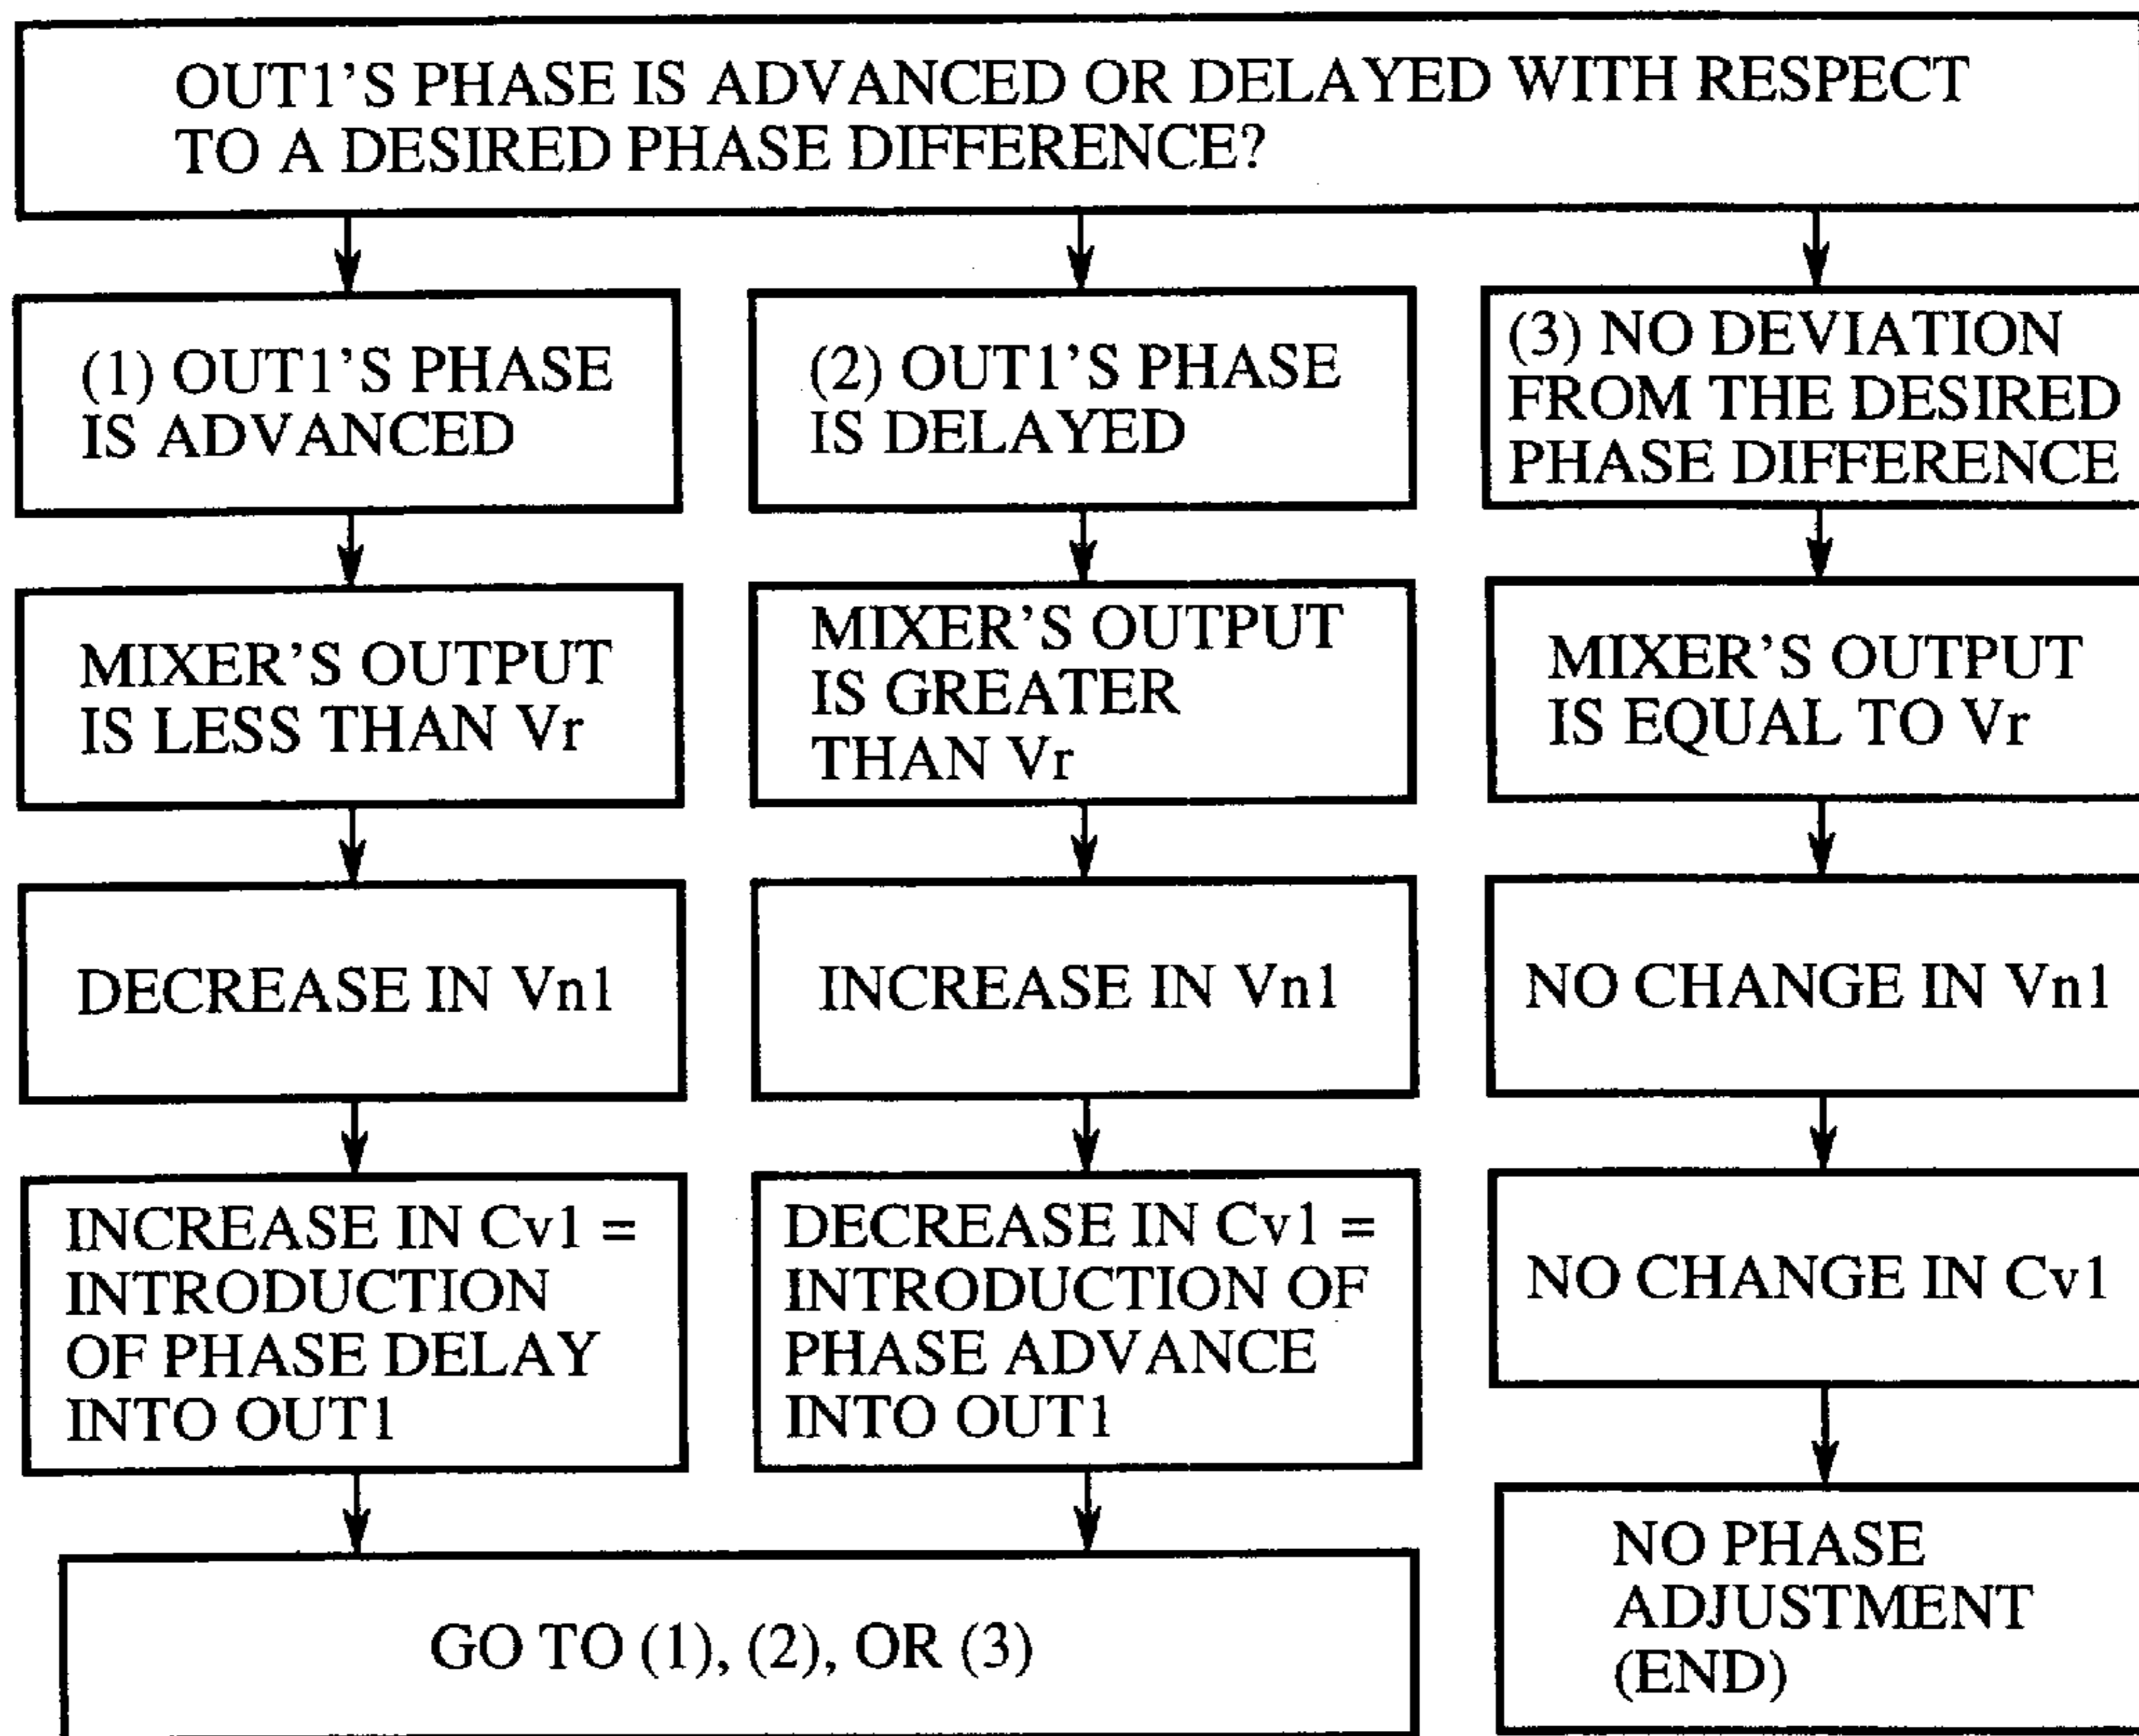 OUT1'S PHASE IS ADVANCED OR DELAYED WITH RESPECT
TO A DESIRED PHASE DIFFERENCE?
(1) OUT1'S PHASE
IS ADVANCED
(2) OUT1'S PHASE
IS DELAYED
(3) NO DEVIATION
FROM THE DESIRED
PHASE DIFFERENCE
MIXER'S OUTPUT
IS LESS THAN Vr
MIXER'S OUTPUT
IS GREATER
THAN Vr
MIXER'S OUTPUT
IS EQUAL TO Vr
DECREASE IN Vn1
INCREASE IN Vn1
NO CHANGE IN Vn1
INCREASE IN Cv1 =
INTRODUCTION
OF PHASE DELAY
INTO OUT1
DECREASE IN Cv1 =
INTRODUCTION OF
PHASE ADVANCE
INTO OUT1
NO CHANGE IN Cv1
GO TO (1), (2), OR (3)
NO PHASE
ADJUSTMENT
(END)